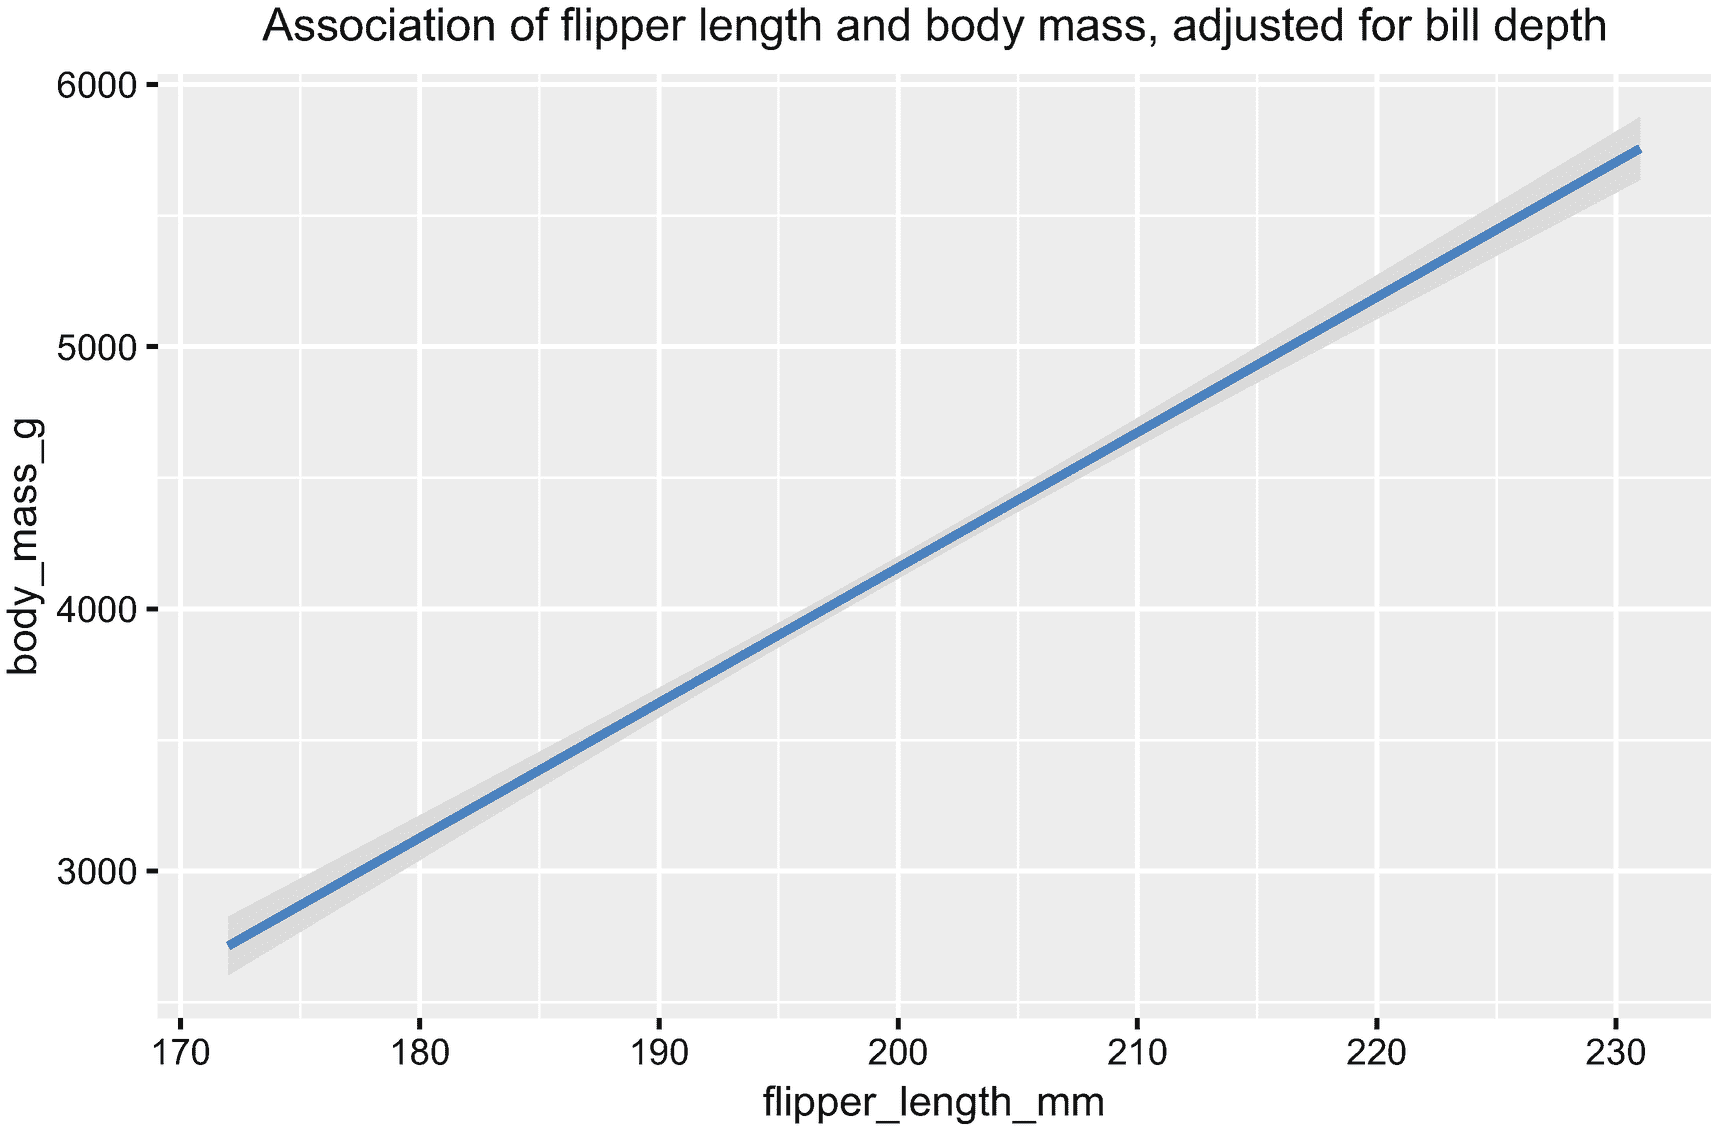 Association of flipper length and body mass, adjusted for bill depth
6000
5000
4000
3000
body_mass_g
170 180 190 200 210 220 230
flipper_length_mm